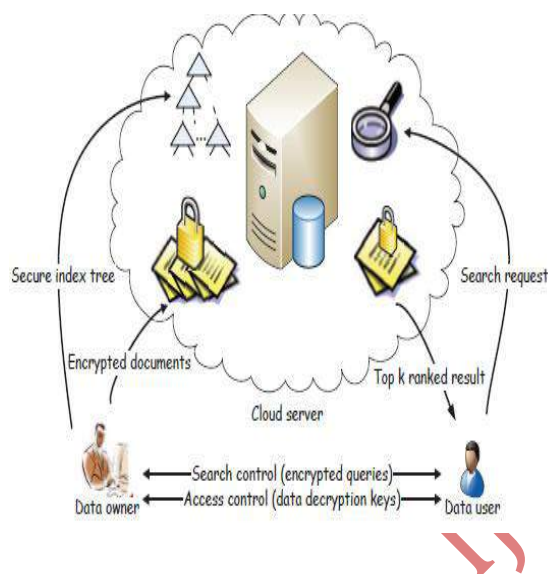 Secure index tree
Search request
Encrypted documents
Top k ranked result
Cloud server
Search control (encrypted queries)
Access control (data decryption keys)
Data owner
Data user